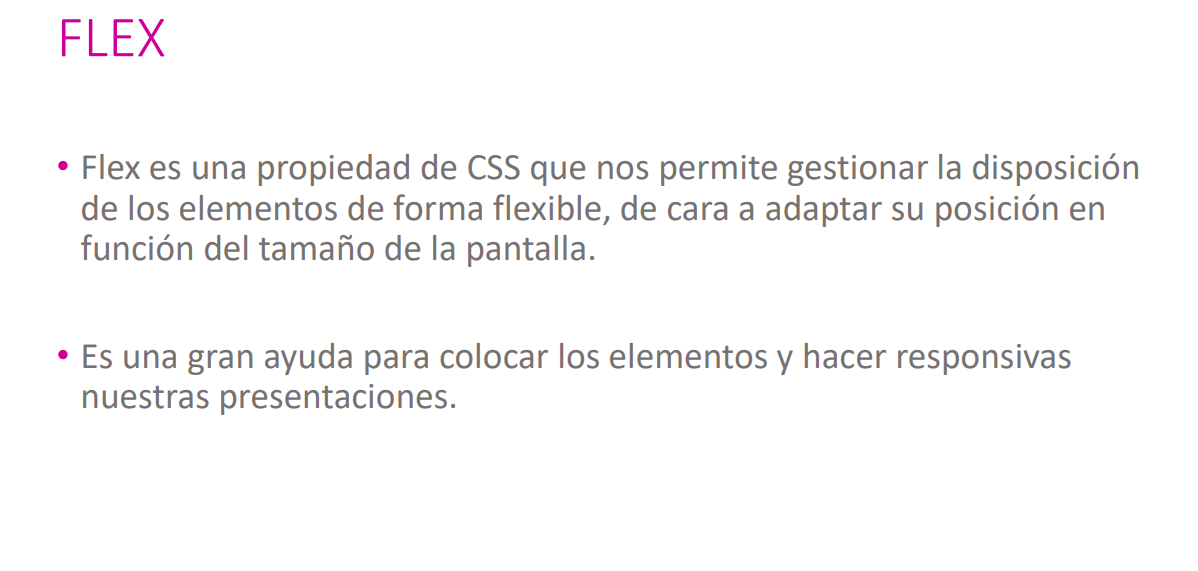 FLEX
• Flex es una propiedad de CSS que nos permite gestionar la disposición
de los elementos de forma flexible, de cara a adaptar su posición en
función del tamaño de la pantalla.
• Es una gran ayuda para colocar los elementos y hacer responsivas
nuestras presentaciones.